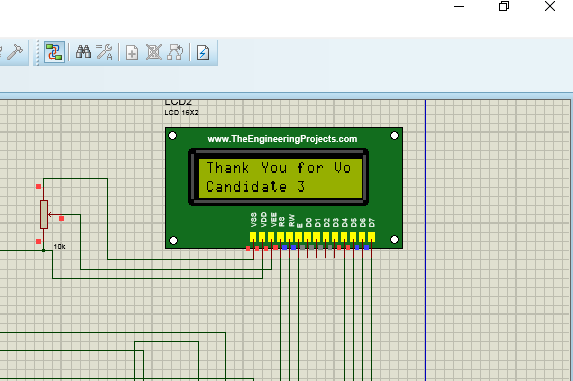 LCD2
LCD 16X2
www.TheEngineeringProjects.com
Thank You for Vo
Candidate 3
VSS
VDD
VEE
RS
RW
E
D0
D1
D2
D3
D4
D5
D6
D7
10k